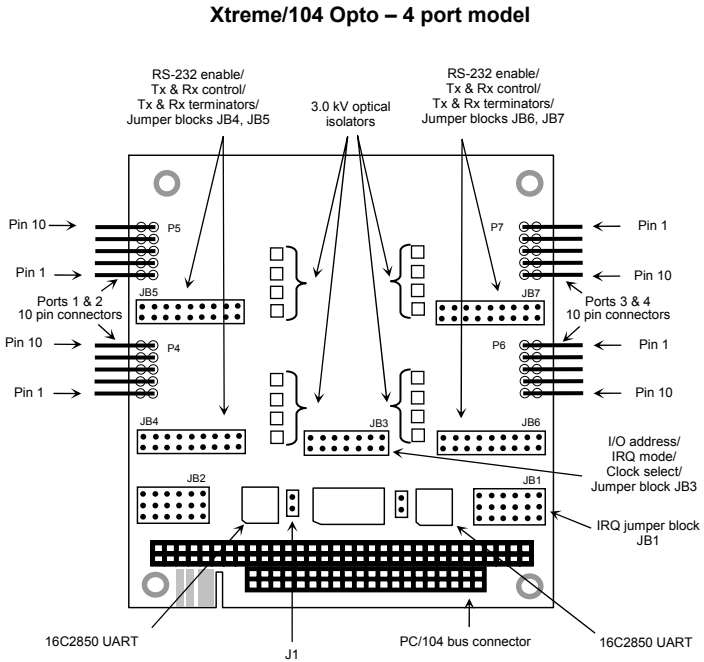 Xtreme/104 Opto – 4 port model
RS-232 enable/
Tx & Rx control/
Tx & Rx terminators/
Jumper blocks JB4, JB5
3.0 kV optical
isolators
RS-232 enable/
Tx & Rx control/
Tx & Rx terminators/
Jumper blocks JB6, JB7
Pin 10
P5
P7
Pin 1
Pin 1
Pin 10
JB5
JB7
Ports 1 & 2
10 pin connectors
Ports 3 & 4
10 pin connectors
Pin 10
P4
P6
Pin 1
Pin 1
Pin 10
JB4
JB3
JB6
I/O address/
IRQ mode/
Clock select/
Jumper block JB3
JB2
JB1
IRQ jumper block
JB1
16C2850 UART
J1
PC/104 bus connector
16C2850 UART